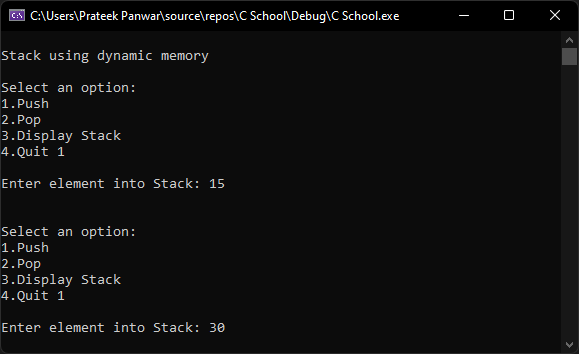 C:\Users\Prateek Panwar\source\repos\C School\Debug\C School.exe
Stack using dynamic memory
Select an option:
1.Push
2.Pop
3.Display Stack
4.Quit 1
Enter element into Stack: 15
Select an option:
1.Push
2.Pop
3.Display Stack
4.Quit 1
Enter element into Stack: 30